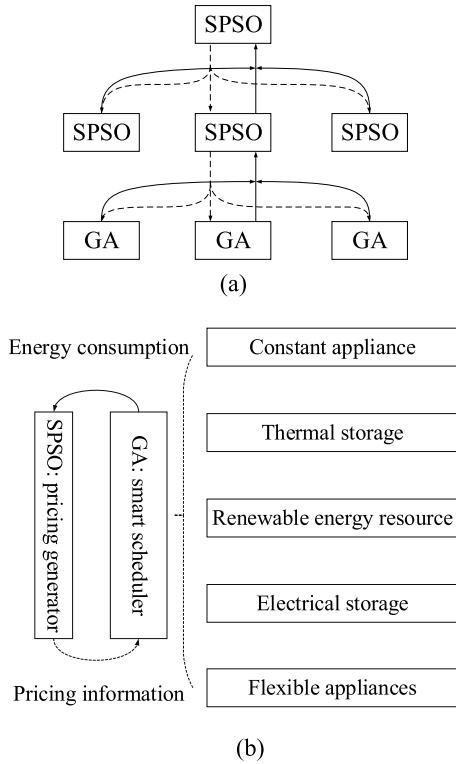 SPSO
SPSO
SPSO
SPSO
GA
GA
GA
(a)
Energy consumption
Constant appliance
SPSO: pricing generator
GA: smart scheduler
Thermal storage
Renewable energy resource
Electrical storage
Pricing information
Flexible appliances
(b)